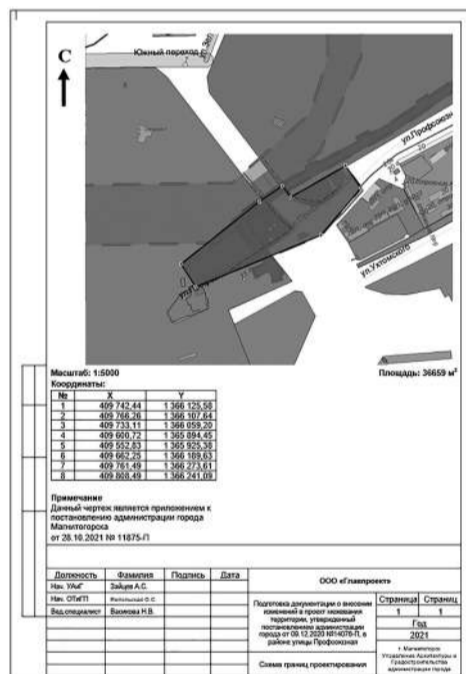 Южный переход
С
ул.Профсоюзн
ул.Ухтомского
Масштаб: 1:5000
Площадь: 36659 м²
Координаты:
№ X Y
1 409 742,44 1 366 125,58
2 409 766,26 1 366 107,64
3 409 733,11 1 366 059,20
4 409 600,72 1 365 894,45
5 409 552,83 1 365 925,38
6 409 662,25 1 366 189,63
7 409 761,49 1 366 273,61
8 409 808,49 1 366 241,09
Примечание
Данный чертеж является приложением к
постановлению администрации города
Магнитогорска
от 28.10.2021 № 11875-П
Должность Фамилия Подпись Дата
ООО «Главпроект»
Нач. УАиГ Зайцев А.С.
Нач. ОТиГП
Вед.специалист Вазикова Н.В.
Подготовка документации о внесении
изменений в проект межевания
территории, утвержденный
постановлением администрации
города от 09.12.2020 №14076-П, в
районе улицы Профсоюзная
Страница Страниц
1 1
Год
2021
Схема границ проектирования
г. Магнитогорск
Управление Архитектуры и
Градостроительства
администрации города